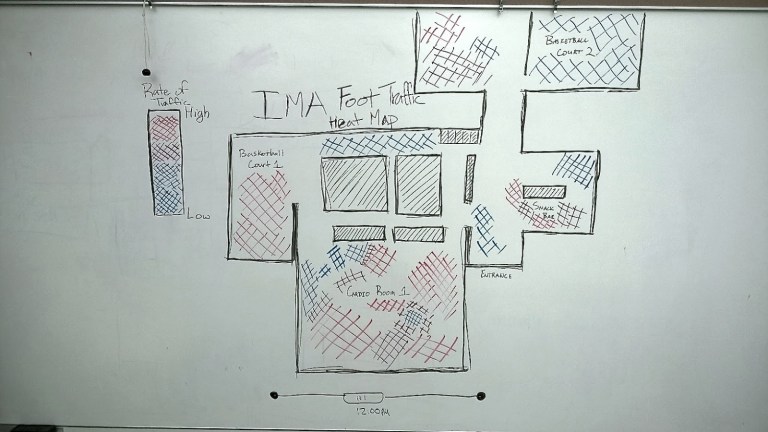 Rate of
Traffic
High
Low
IMA Foot Traffic
Heat Map
Basketball
Court 1
Basketball
Court 2
Snack
Bar
Entrance
Cardio Room 1
12:00PM